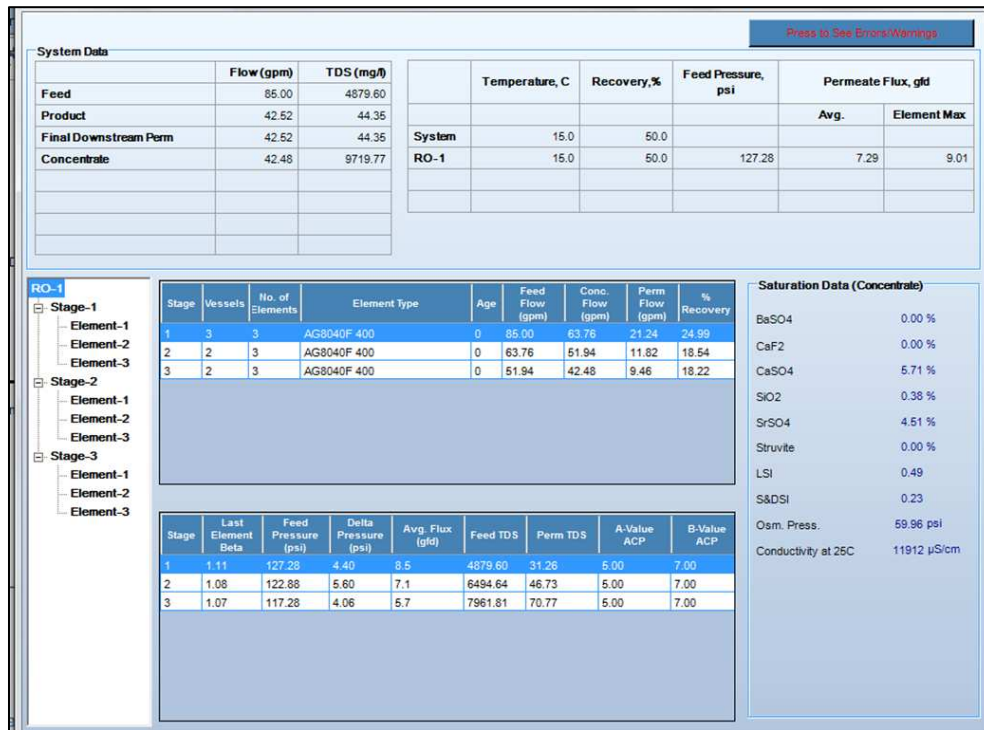 Press to See Errors/Warnings
System Data
Flow (gpm) TDS (mg/l)
Feed 85.00 4879.60
Product 42.52 44.35
Final Downstream Perm 42.52 44.35
Concentrate 42.48 9719.77
Temperature, C Recovery,% Feed Pressure, psi Permeate Flux, gfd
Avg. Element Max
System 15.0 50.0
RO-1 15.0 50.0 127.28 7.29 9.01
RO-1
Stage-1
Element-1
Element-2
Element-3
Stage-2
Element-1
Element-2
Element-3
Stage-3
Element-1
Element-2
Element-3
Stage Vessels No. of Elements Element Type Age Feed Flow (gpm) Conc. Flow (gpm) Perm Flow (gpm) % Recovery
1 3 3 AG8040F 400 0 85.00 63.76 21.24 24.99
2 2 3 AG8040F 400 0 63.76 51.94 11.82 18.54
3 2 3 AG8040F 400 0 51.94 42.48 9.46 18.22
Stage Last Element Beta Feed Pressure (psi) Delta Pressure (psi) Avg. Flux (gfd) Feed TDS Perm TDS A-Value ACP B-Value ACP
1 1.11 127.28 4.40 8.5 4879.60 31.26 5.00 7.00
2 1.08 122.88 5.60 7.1 6494.64 46.73 5.00 7.00
3 1.07 117.28 4.06 5.7 7961.81 70.77 5.00 7.00
Saturation Data (Concentrate)
BaSO4 0.00 %
CaF2 0.00 %
CaSO4 5.71 %
SiO2 0.38 %
SrSO4 4.51 %
Struvite 0.00 %
LSI 0.49
S&DSI 0.23
Osm. Press. 59.96 psi
Conductivity at 25C 11912 µS/cm